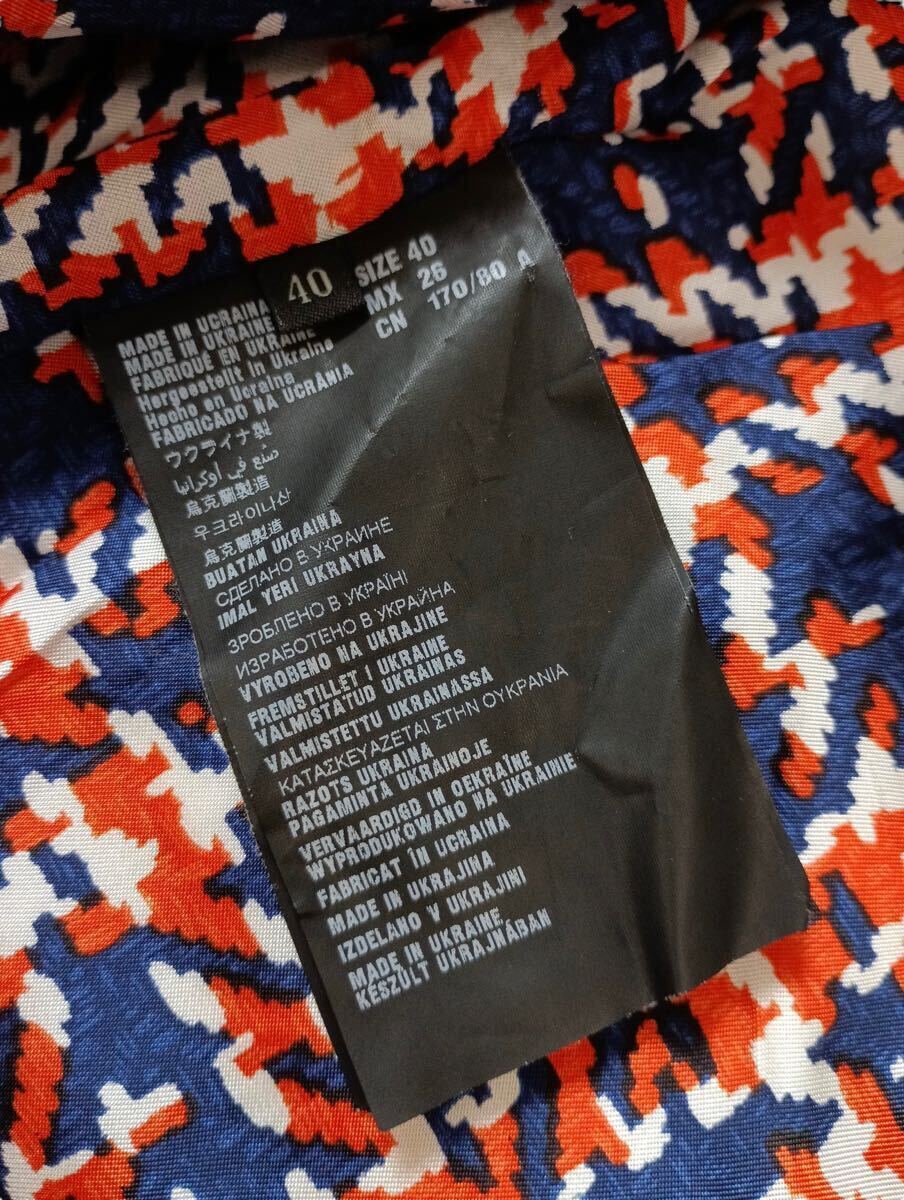 40
SIZE 40
MX 26
CN 170/80 A
MADE IN UCRAINA
MADE IN UKRAINE
FABRIQUÉ EN UKRAINE
Hergestellt in Ukraine
Hecho en Ucraina
FABRICADO NA UCRÂNIA
ウクライナ製
صنع في أوكرانيا
烏克蘭製造
우크라이나산
烏克蘭製造
BUATAN UKRAINA
СДЕЛАНО В УКРАИНЕ
IMAL YERI UKRAYNA
ЗРОБЛЕНО В УКРАЇНІ
ИЗРАБОТЕНО В УКРАЙНА
VYROBENO NA UKRAJINE
FREMSTILLET I UKRAINE
VALMISTATUD UKRAINAS
VALMISTETTU UKRAINASSA
ΚΑΤΑΣΚΕΥΑΖΕΤΑΙ ΣΤΗΝ ΟΥΚΡΑΝΙΑ
RAZOTS UKRAINA
PAGAMINTA UKRAINOJE
VERVAARDIGD IN OEKRAÏNE
WYPRODUKOWANO NA UKRAINIE
FABRICAT ÎN UCRAINA
MADE IN UKRAJINA
IZDELANO V UKRAJINI
MADE IN UKRAINE
KÉSZÜLT UKRAJNÁBAN